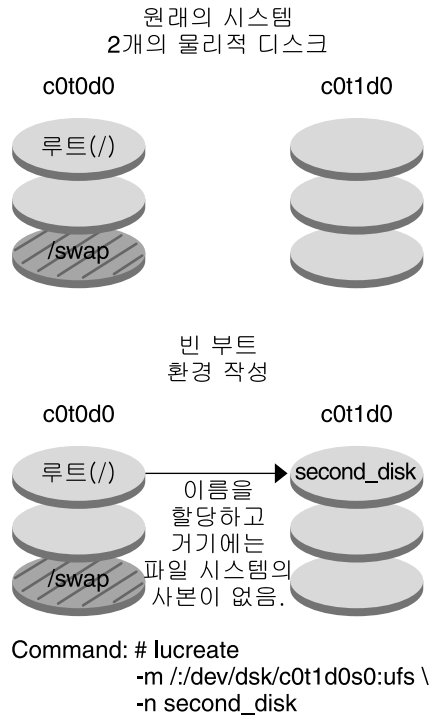 원래의 시스템
2개의 물리적 디스크
c0t0d0
c0t1d0
루트(/)
/swap
빈 부트
환경 작성
c0t0d0
c0t1d0
루트(/)
second_disk
이름을
할당하고
거기에는
파일 시스템의
사본이 없음.
/swap
Command: # lucreate
-m /:/dev/dsk/c0t1d0s0:ufs \
-n second_disk